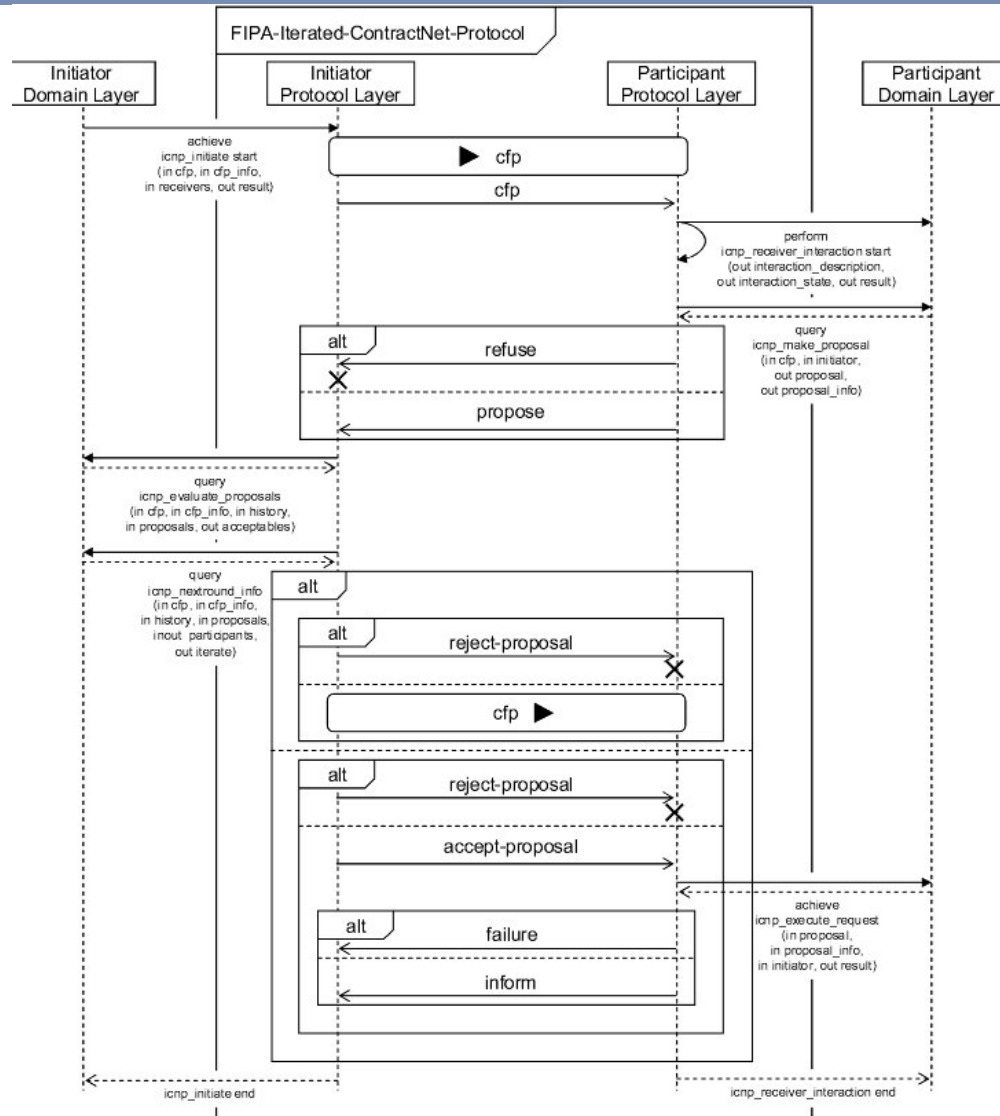 FIPA-Iterated-ContractNet-Protocol
Initiator
Domain Layer
Initiator
Protocol Layer
Participant
Protocol Layer
Participant
Domain Layer
achieve
icnp_initiate start
(in cfp, in cfp_info,
in receivers, out result)
cfp
cfp
perform
icnp_receiver_interaction start
(out interaction_description,
out interaction_state, out result)
query
icnp_make_proposal
(in cfp, in initiator,
out proposal,
out proposal_info)
alt
refuse
propose
query
icnp_evaluate_proposals
(in cfp, in cfp_info, in history,
in proposals, out acceptables)
query
icnp_nextround_info
(in cfp, in cfp_info,
in history, in proposals,
inout participants,
out iterate)
alt
alt
reject-proposal
cfp
alt
reject-proposal
accept-proposal
achieve
icnp_execute_request
(in proposal,
in proposal_info,
in initiator, out result)
alt
failure
inform
icnp_initiate end
icnp_receiver_interaction end